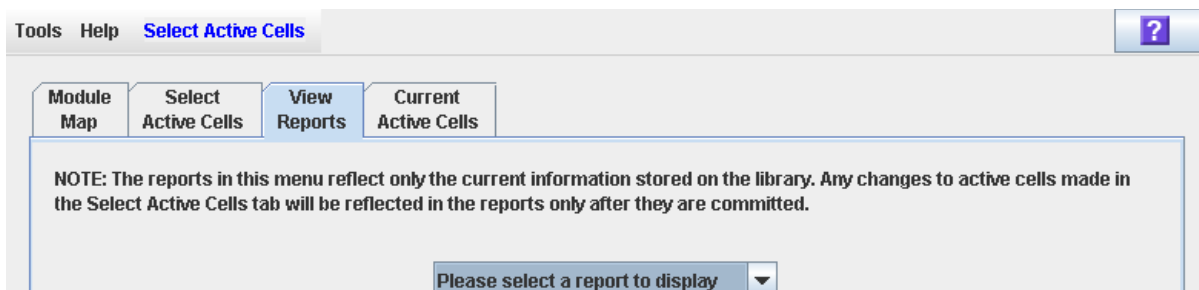 Tools Help Select Active Cells ?
Module Map
Select Active Cells
View Reports
Current Active Cells
NOTE: The reports in this menu reflect only the current information stored on the library. Any changes to active cells made in
the Select Active Cells tab will be reflected in the reports only after they are committed.
Please select a report to display